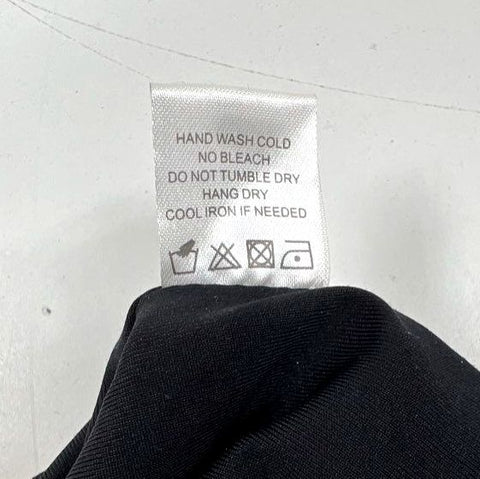 HAND WASH COLD
NO BLEACH
DO NOT TUMBLE DRY
HANG DRY
COOL IRON IF NEEDED